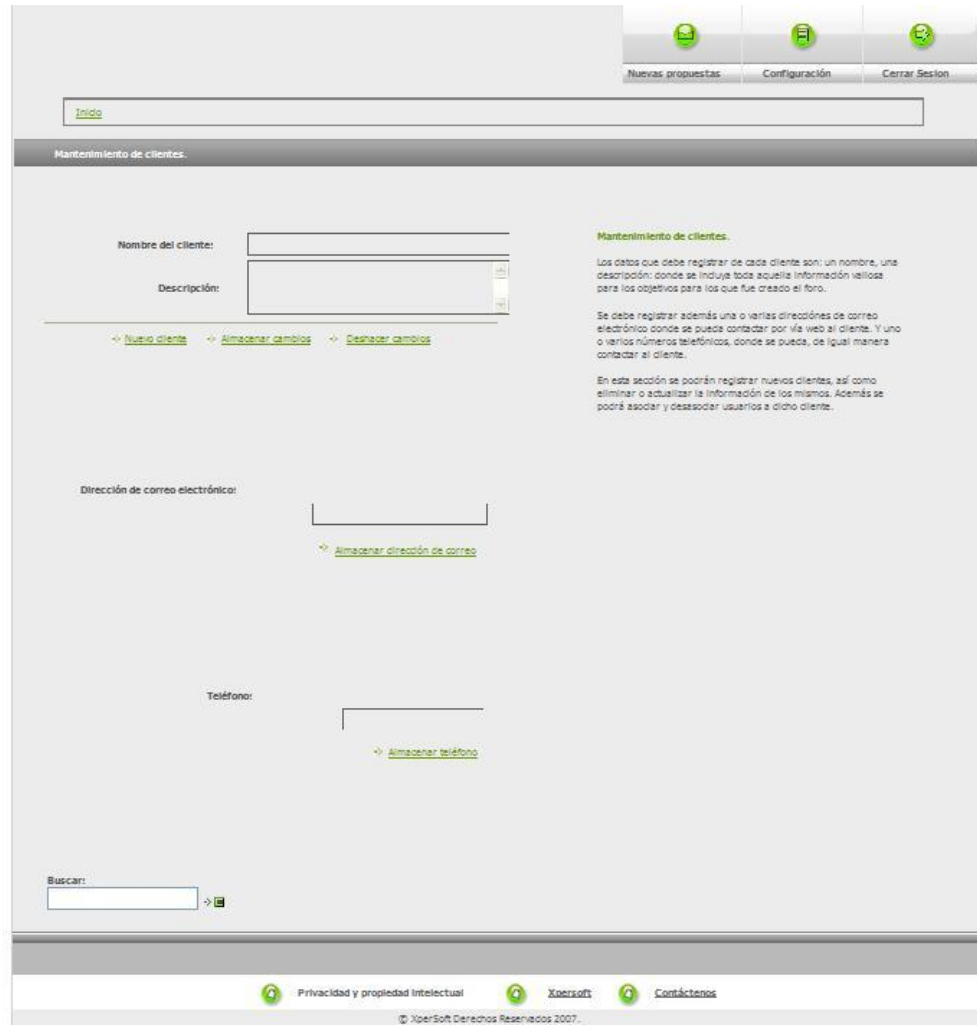 Nuevas propuestas Configuración Cerrar Sesion
Inicio
Mantenimiento de clientes.
Nombre del cliente:
Descripción:
Nuevo cliente Almacenar cambios Deshacer cambios
Mantenimiento de clientes.
Los datos que debe registrar de cada cliente son: un nombre, una
descripción: donde se incluya toda aquella información valiosa
para los objetivos para los que fue creado el foro.
Se debe registrar además una o varias direcciónes de correo
electrónico donde se pueda contactar por vía web al cliente. Y uno
o varios números telefónicos, donde se pueda, de igual manera
contactar al cliente.
En esta sección se podrán registrar nuevos clientes, así como
eliminar o actualizar la información de los mismos. Además se
podrá asociar y desasociar usuarios a dicho cliente.
Dirección de correo electrónico:
Almacenar dirección de correo
Teléfono:
Almacenar teléfono
Buscar:
Privacidad y propiedad Intelectual Xpersoft Contáctenos
© XperSoft Derechos Reservados 2007.